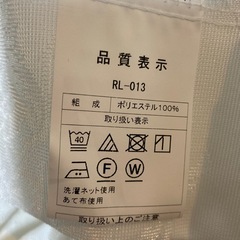 品質表示
RL-013
組成 ポリエステル100%
取り扱い表示
40
F W
洗濯ネット使用
あて布使用
取り扱い上のご注意